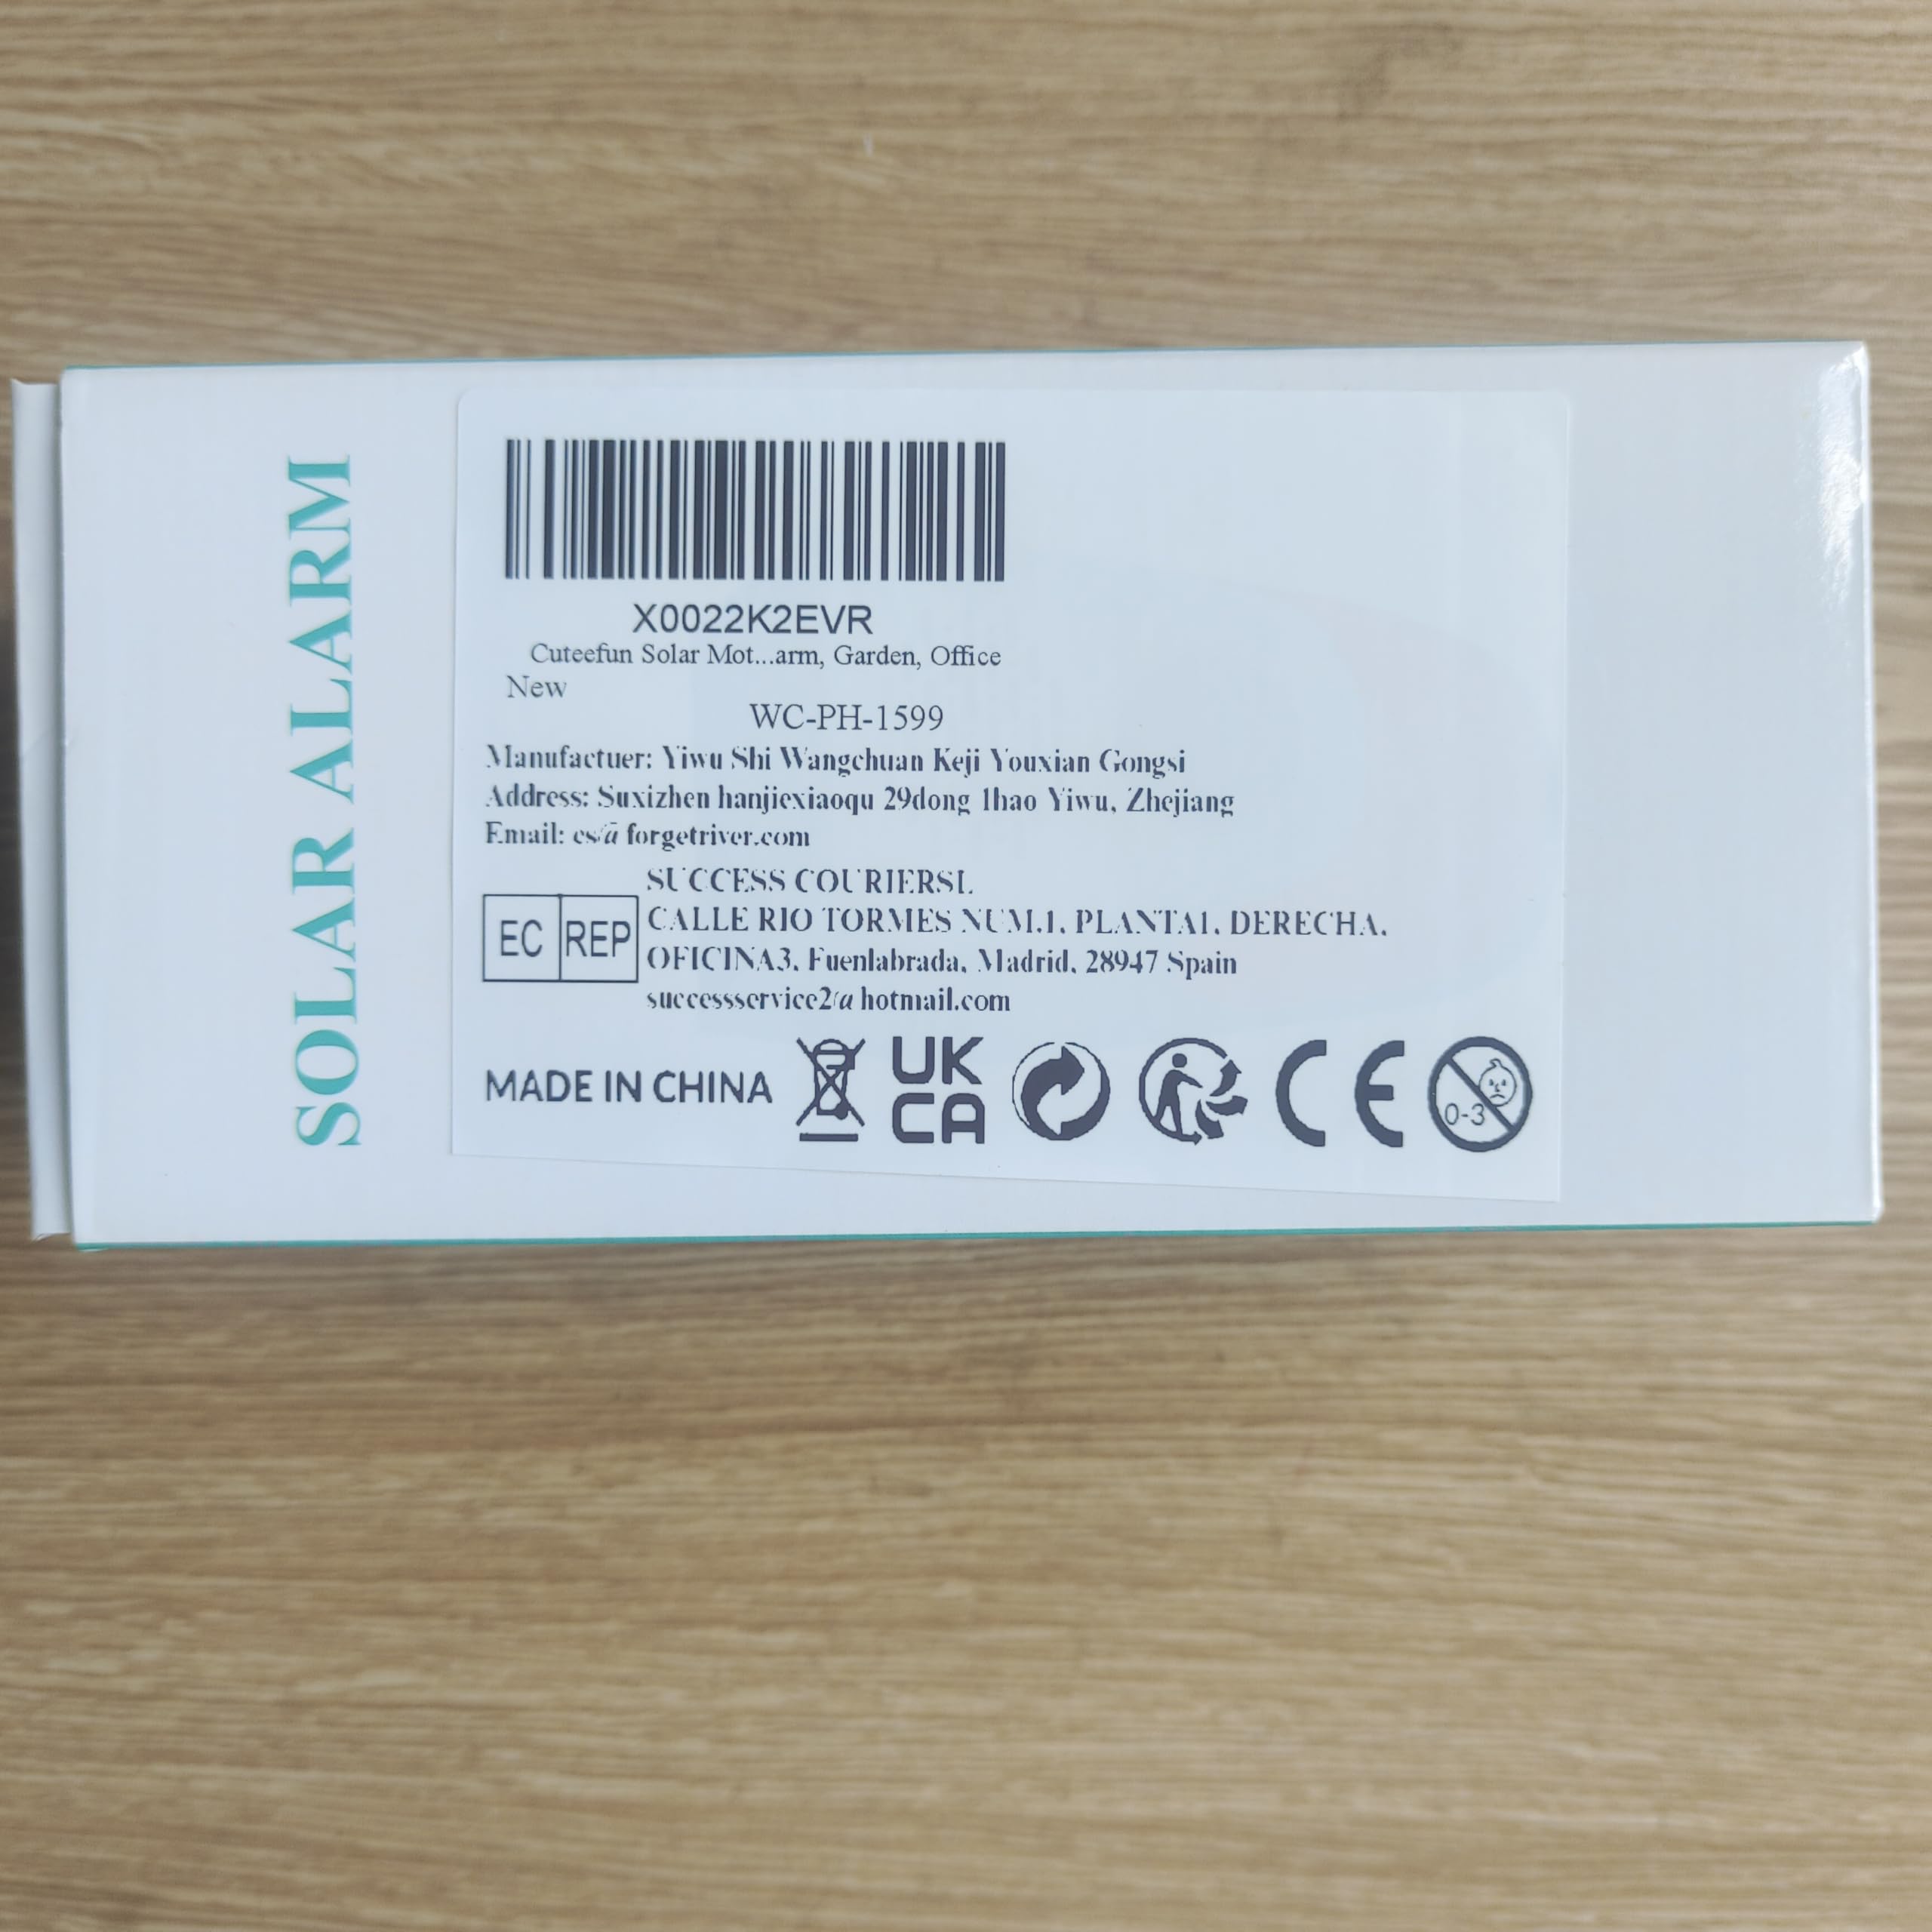 SOLAR ALARM
X0022K2EVR
Cuteefun Solar Mot...arm, Garden, Office
New
WC-PH-1599
Manufactuer: Yiwu Shi Wangchuan Keji Youxian Gongsi
Address: Suxizhen hanjiexiaoqu 29dong 1hao Yiwu, Zhejiang
Email: cs@forgetriver.com
SUCCESS COURIERSL
EC REP
CALLE RIO TORMES NUM.1, PLANTA1, DERECHA,
OFICINA3, Fuenlabrada, Madrid, 28947 Spain
successservice2@hotmail.com
MADE IN CHINA
UK
CA
CE
0-3